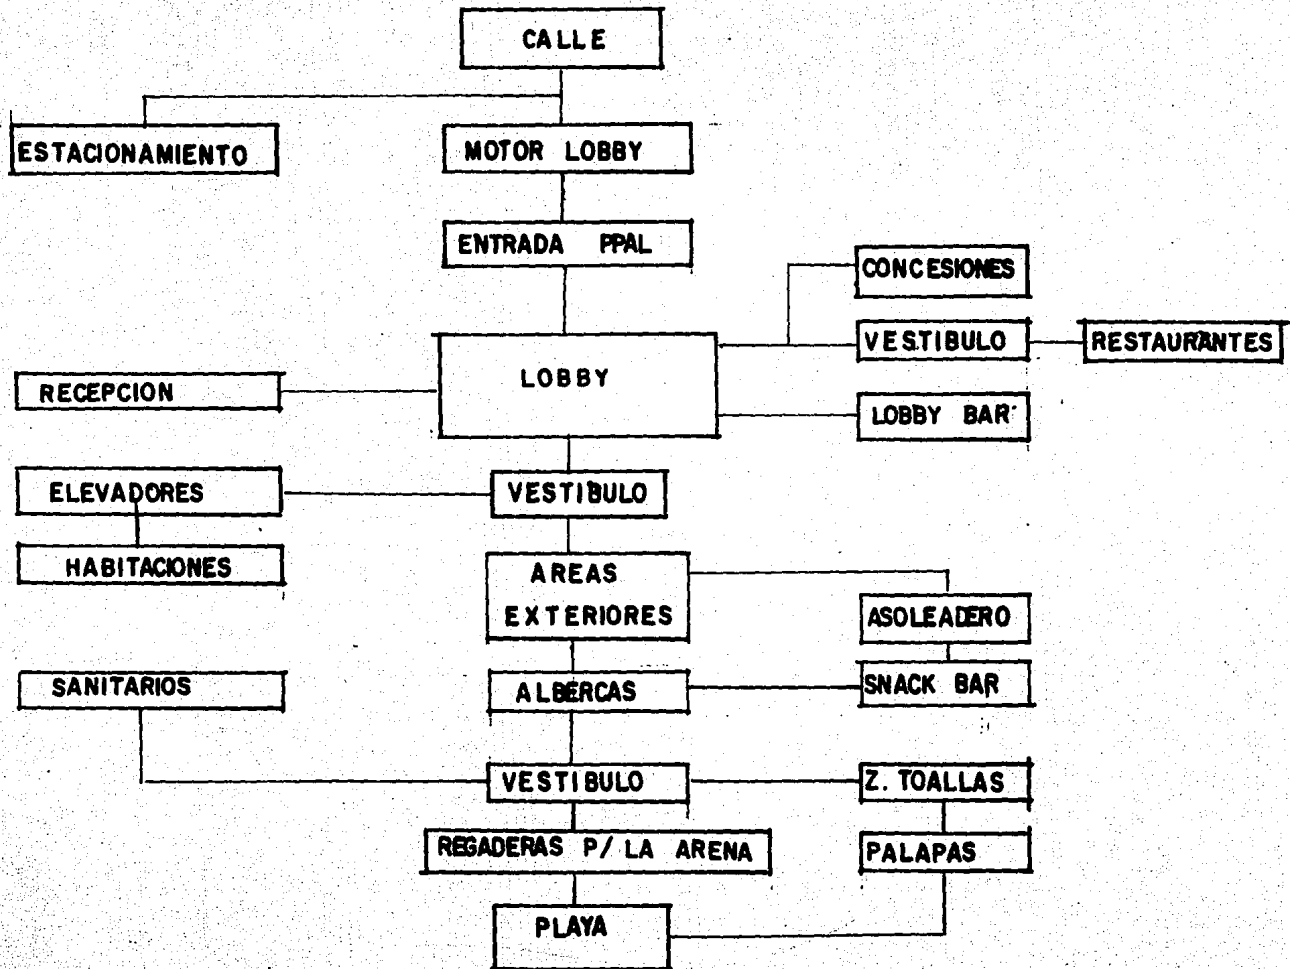 CALLE
ESTACIONAMIENTO
MOTOR LOBBY
ENTRADA PPAL
CONCESIONES
VESTIBULO
RESTAURANTES
LOBBY
RECEPCION
LOBBY BAR
ELEVADORES
VESTIBULO
HABITACIONES
AREAS
EXTERIORES
ASOLEADERO
SANITARIOS
ALBERCAS
SNACK BAR
VESTIBULO
Z. TOALLAS
REGADERAS P/ LA ARENA
PALAPAS
PLAYA